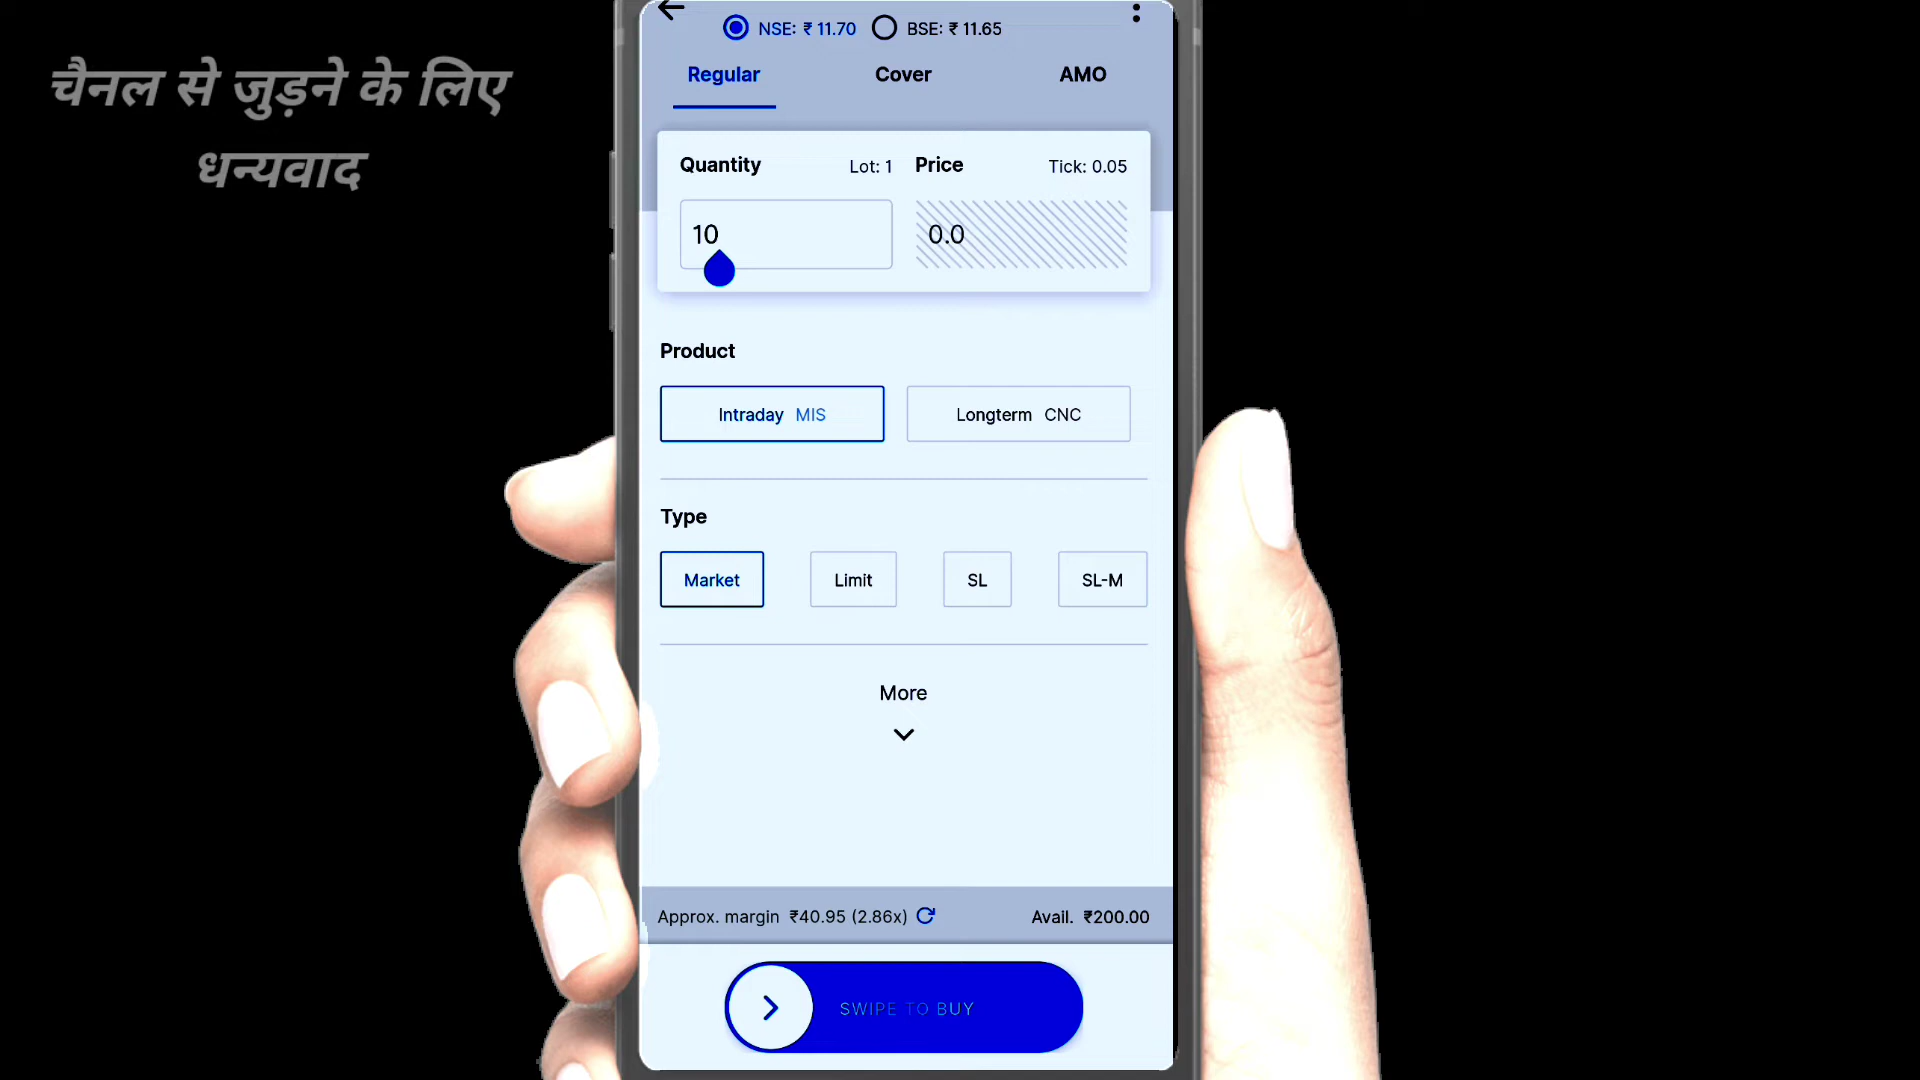 चैनल से जुड़ने के लिए
धन्यवाद
NSE: ₹ 11.70 BSE: ₹ 11.65
Regular Cover AMO
Quantity Lot: 1 Price Tick: 0.05
10 0.0
Product
Intraday MIS Longterm CNC
Type
Market Limit SL SL-M
More
Approx. margin ₹40.95 (2.86x) Avail. ₹200.00
SWIPE TO BUY